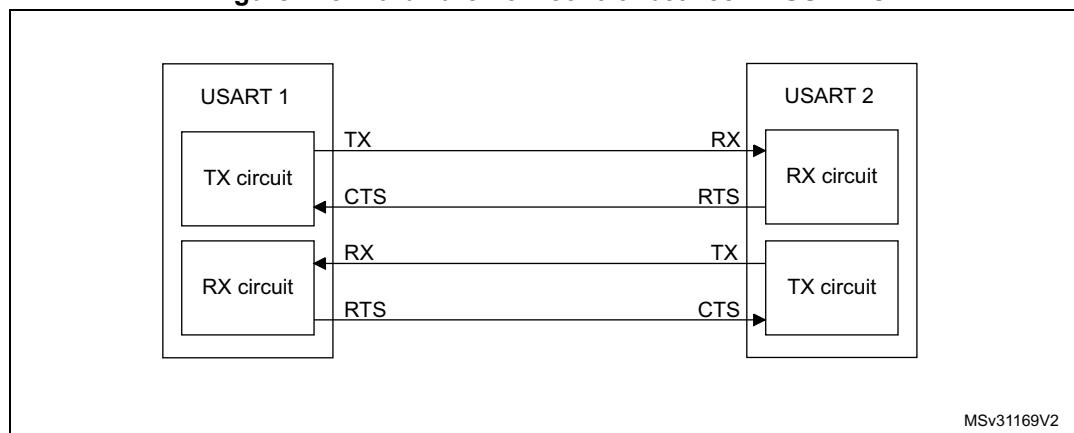 USART 1
USART 2
TX circuit
TX
RX
RX circuit
CTS
RTS
RX circuit
RX
TX
TX circuit
RTS
CTS
MSv31169V2